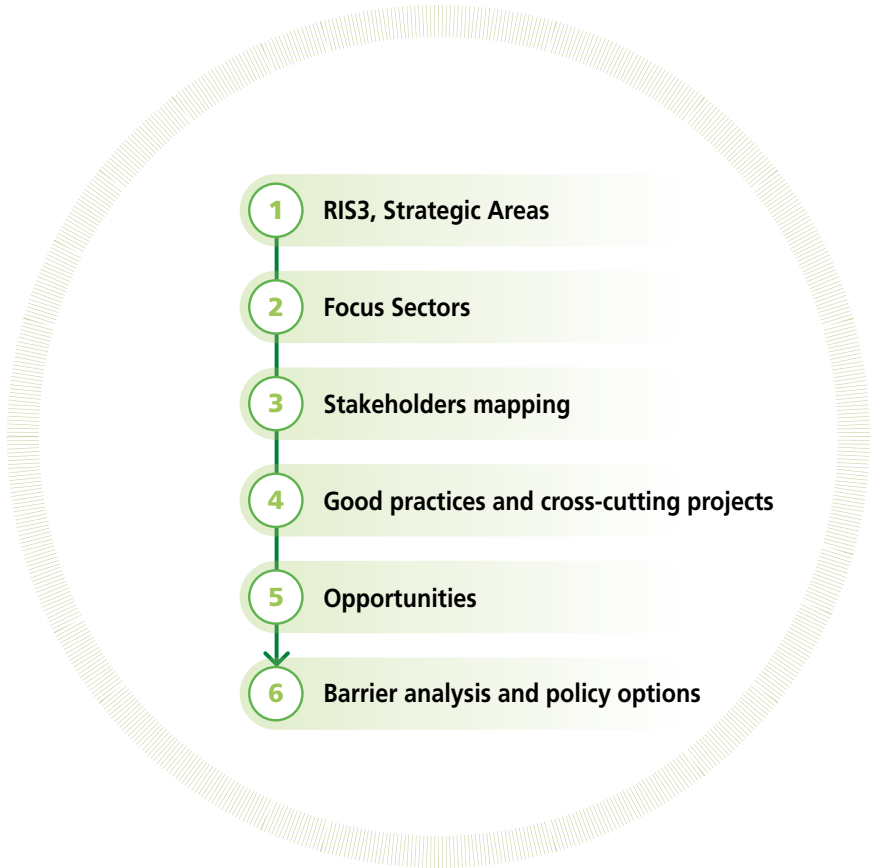 1 RIS3, Strategic Areas
2 Focus Sectors
3 Stakeholders mapping
4 Good practices and cross-cutting projects
5 Opportunities
6 Barrier analysis and policy options